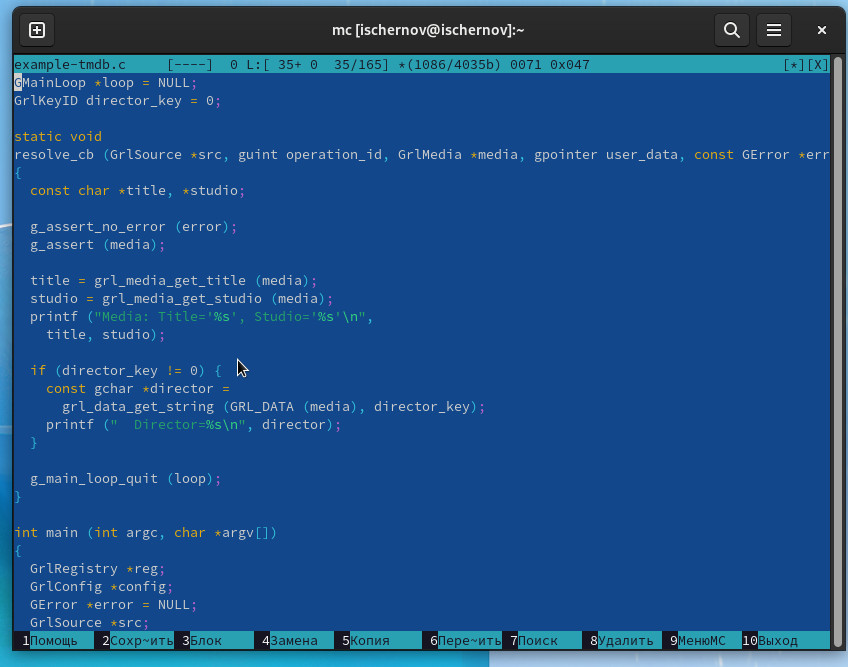 mc [ischernov@ischernov]:~
example-tmdb.c     [----]  0 L:[ 35+ 0  35/165] *(1086/4035b) 0071 0x047                        [*][X]
GMainLoop *loop = NULL;
GrlKeyID director_key = 0;
static void
resolve_cb (GrlSource *src, guint operation_id, GrlMedia *media, gpointer user_data, const GError *err
{
  const char *title, *studio;
  g_assert_no_error (error);
  g_assert (media);
  title = grl_media_get_title (media);
  studio = grl_media_get_studio (media);
  printf ("Media: Title='%s', Studio='%s'\n",
    title, studio);
  if (director_key != 0) {
    const gchar *director =
      grl_data_get_string (GRL_DATA (media), director_key);
    printf ("  Director=%s\n", director);
  }
  g_main_loop_quit (loop);
}
int main (int argc, char *argv[])
{
  GrlRegistry *reg;
  GrlConfig *config;
  GError *error = NULL;
  GrlSource *src;
1Помощь 2Сохр~ить 3Блок 4Замена 5Копия 6Пере~ить 7Поиск 8Удалить 9МенюМС 10Выход